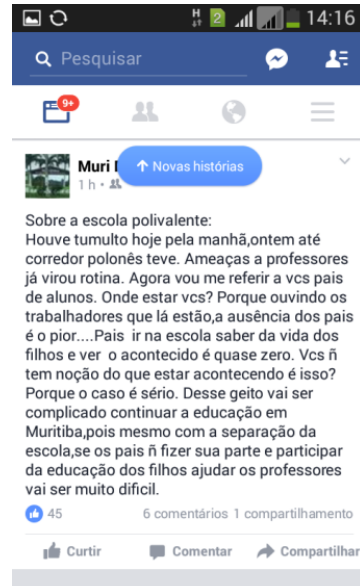 H 2 14:16
Pesquisar
9+
Muri
Novas histórias
1 h
Sobre a escola polivalente:
Houve tumulto hoje pela manhã,ontem até
corredor polonês teve. Ameaças a professores
já virou rotina. Agora vou me referir a vcs pais
de alunos. Onde estar vcs? Porque ouvindo os
trabalhadores que lá estão,a ausência dos pais
é o pior....Pais  ir na escola saber da vida dos
filhos e ver  o acontecido é quase zero. Vcs ñ
tem noção do que estar acontecendo é isso?
Porque o caso é sério. Desse geito vai ser
complicado continuar a educação em
Muritiba,pois mesmo com a separação da
escola,se os pais ñ fizer sua parte e participar
da educação dos filhos ajudar os professores
vai ser muito dificil.
45 6 comentários 1 compartilhamento
Curtir Comentar Compartilhar